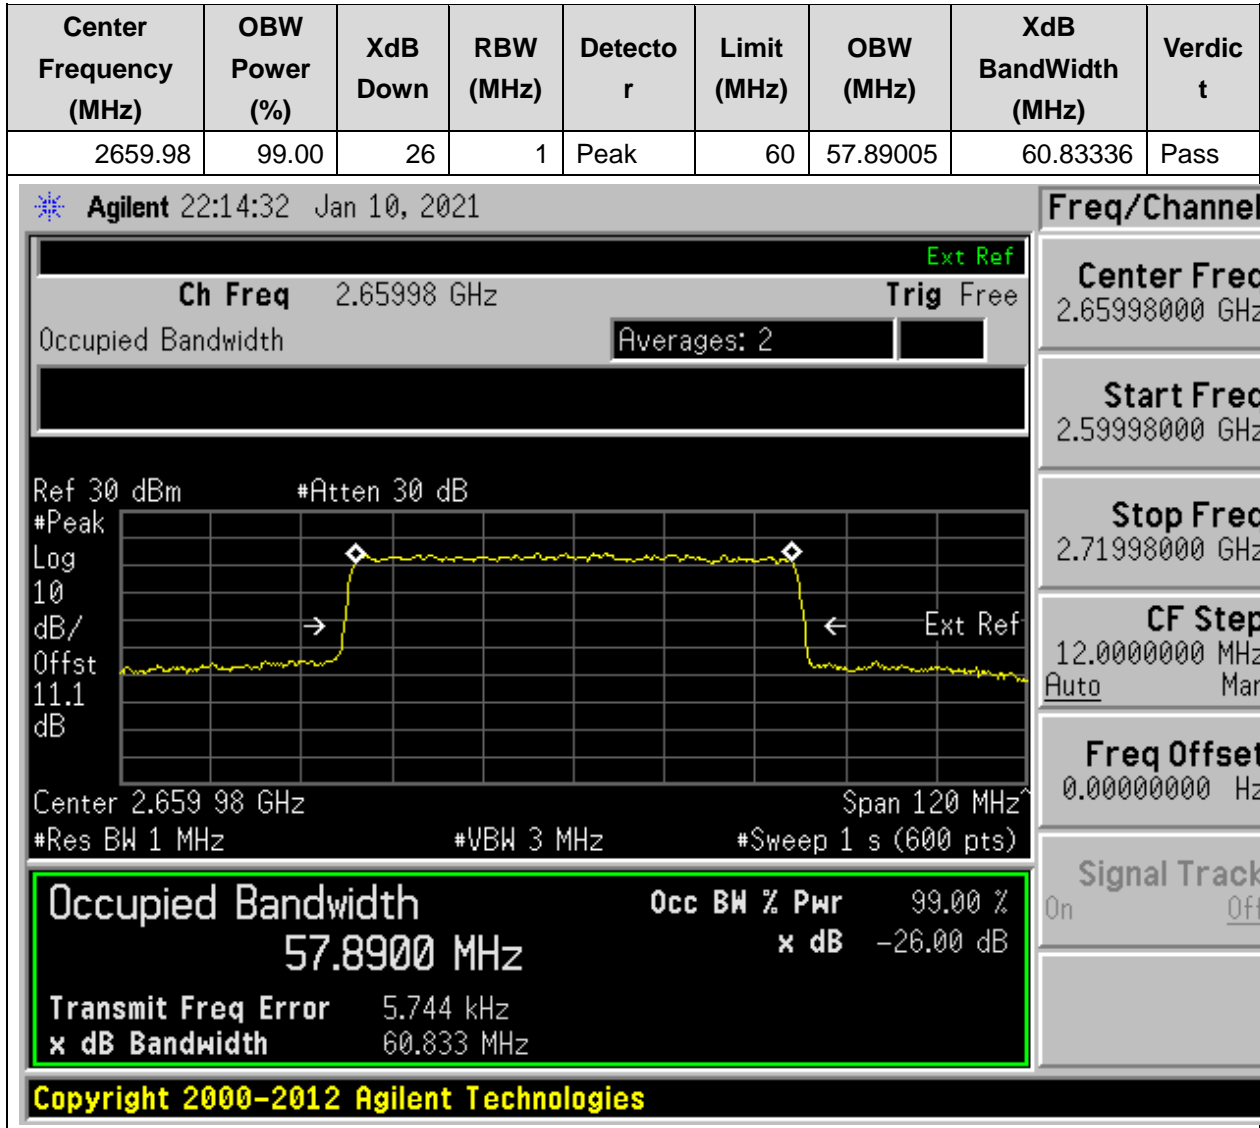 Center Frequency (MHz) OBW Power (%) XdB Down RBW (MHz) Detector Limit (MHz) OBW (MHz) XdB BandWidth (MHz) Verdict
2659.98 99.00 26 1 Peak 60 57.89005 60.83336 Pass
Agilent 22:14:32 Jan 10, 2021
Freq/Channel
Ext Ref
Ch Freq 2.65998 GHz Trig Free
Occupied Bandwidth Averages: 2
Center Freq
2.65998000 GHz
Start Freq
2.59998000 GHz
Stop Freq
2.71998000 GHz
CF Step
12.0000000 MHz
Auto Man
Freq Offset
0.00000000 Hz
Signal Track
On Off
Ref 30 dBm #Atten 30 dB
#Peak
Log
10
dB/
Offst
11.1
dB
Ext Ref
Center 2.659 98 GHz Span 120 MHz^
#Res BW 1 MHz #VBW 3 MHz #Sweep 1 s (600 pts)
Occupied Bandwidth Occ BW % Pwr 99.00 %
57.8900 MHz x dB -26.00 dB
Transmit Freq Error 5.744 kHz
x dB Bandwidth 60.833 MHz
Copyright 2000-2012 Agilent Technologies